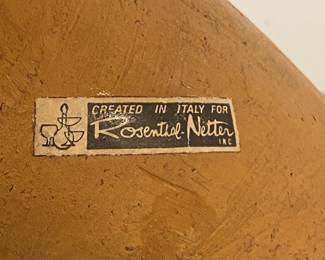 CREATED IN ITALY FOR
Rosenthal-Netter
INC